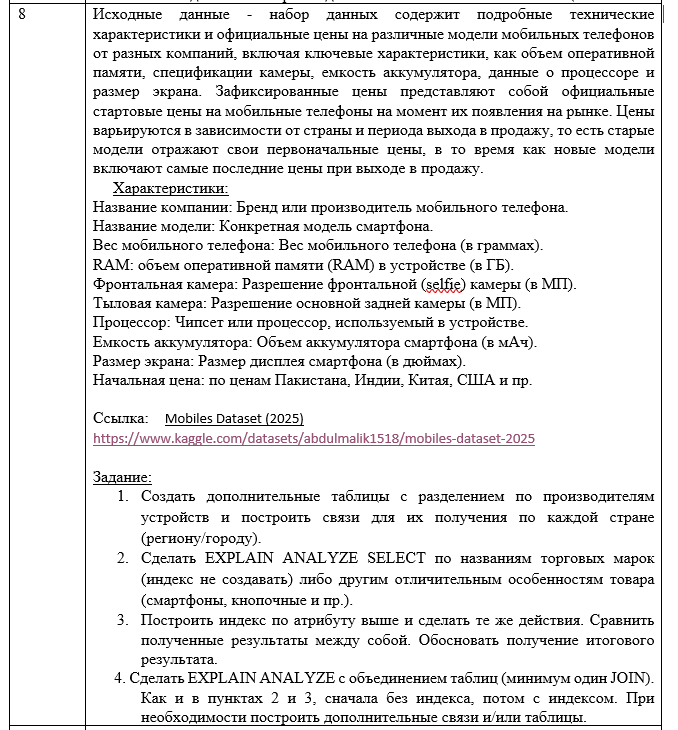 8
Исходные данные - набор данных содержит подробные технические
характеристики и официальные цены на различные модели мобильных телефонов
от разных компаний, включая ключевые характеристики, как объем оперативной
памяти, спецификации камеры, емкость аккумулятора, данные о процессоре и
размер экрана. Зафиксированные цены представляют собой официальные
стартовые цены на мобильные телефоны на момент их появления на рынке. Цены
варьируются в зависимости от страны и периода выхода в продажу, то есть старые
модели отражают свои первоначальные цены, в то время как новые модели
включают самые последние цены при выходе в продажу.
Характеристики:
Название компании: Бренд или производитель мобильного телефона.
Название модели: Конкретная модель смартфона.
Вес мобильного телефона: Вес мобильного телефона (в граммах).
RAM: объем оперативной памяти (RAM) в устройстве (в ГБ).
Фронтальная камера: Разрешение фронтальной (selfie) камеры (в МП).
Тыловая камера: Разрешение основной задней камеры (в МП).
Процессор: Чипсет или процессор, используемый в устройстве.
Емкость аккумулятора: Объем аккумулятора смартфона (в мАч).
Размер экрана: Размер дисплея смартфона (в дюймах).
Начальная цена: по ценам Пакистана, Индии, Китая, США и пр.
Ссылка: Mobiles Dataset (2025)
https://www.kaggle.com/datasets/abdulmalik1518/mobiles-dataset-2025
Задание:
1. Создать дополнительные таблицы с разделением по производителям
устройств и построить связи для их получения по каждой стране
(региону/городу).
2. Сделать EXPLAIN ANALYZE SELECT по названиям торговых марок
(индекс не создавать) либо другим отличительным особенностям товара
(смартфоны, кнопочные и пр.).
3. Построить индекс по атрибуту выше и сделать те же действия. Сравнить
полученные результаты между собой. Обосновать получение итогового
результата.
4. Сделать EXPLAIN ANALYZE с объединением таблиц (минимум один JOIN).
Как и в пунктах 2 и 3, сначала без индекса, потом с индексом. При
необходимости построить дополнительные связи и/или таблицы.